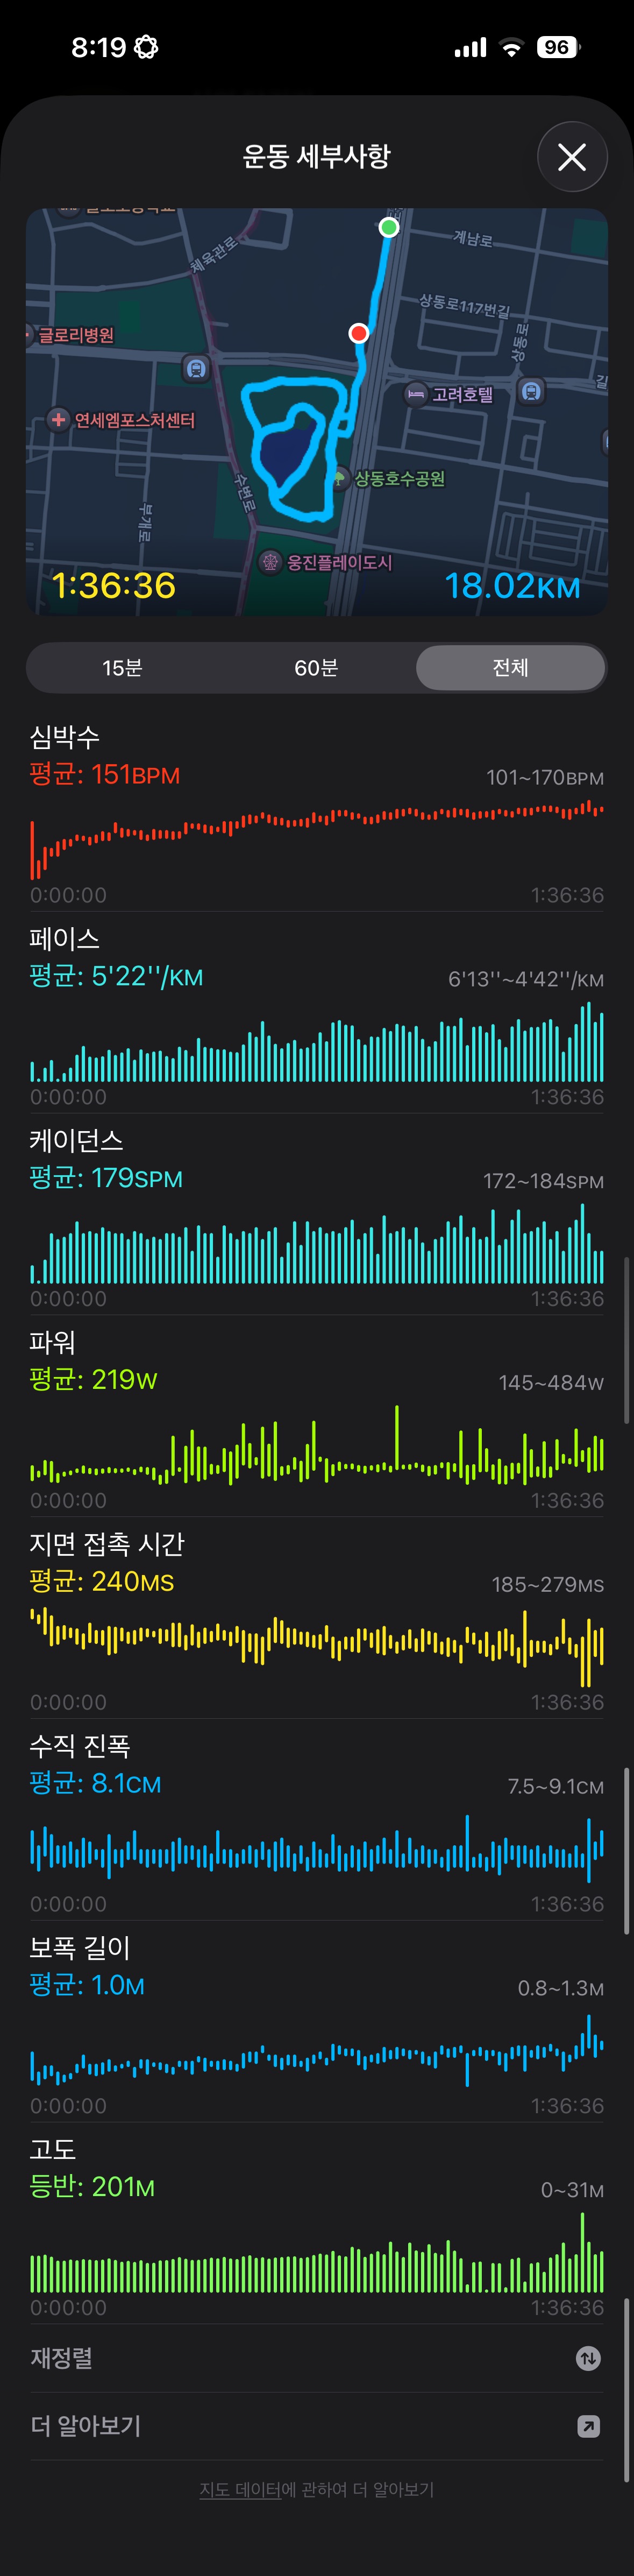 8:19
96
운동 세부사항
체육관로
계남로
상동로117번길
글로리병원
고려호텔
연세엠포스처센터
수변로
부개로
상동호수공원
웅진플레이도시
1:36:36
18.02KM
15분
60분
전체
심박수
평균: 151BPM
101~170BPM
0:00:00
1:36:36
페이스
평균: 5'22''/KM
6'13''~4'42''/KM
0:00:00
1:36:36
케이던스
평균: 179SPM
172~184SPM
0:00:00
1:36:36
파워
평균: 219W
145~484W
0:00:00
1:36:36
지면 접촉 시간
평균: 240MS
185~279MS
0:00:00
1:36:36
수직 진폭
평균: 8.1CM
7.5~9.1CM
0:00:00
1:36:36
보폭 길이
평균: 1.0M
0.8~1.3M
0:00:00
1:36:36
고도
등반: 201M
0~31M
0:00:00
1:36:36
재정렬
더 알아보기
지도 데이터에 관하여 더 알아보기